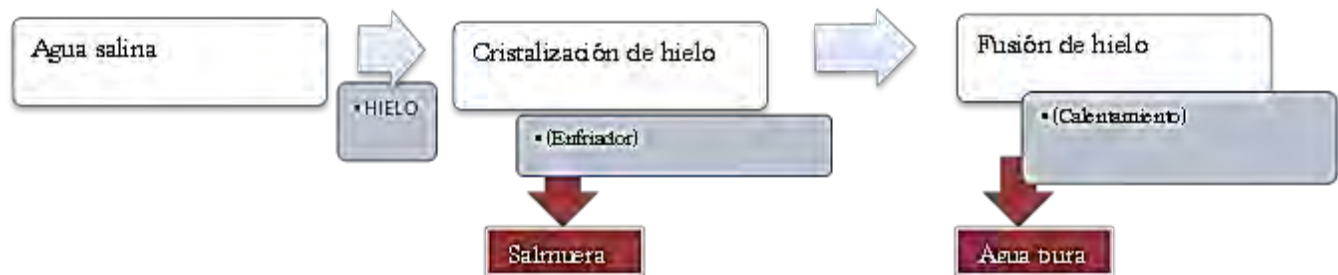 Agua salina
• HIELO
Cristalización de hielo
• (Enfriador)
Salmuera
Fusión de hielo
• (Calentamiento)
Agua pura